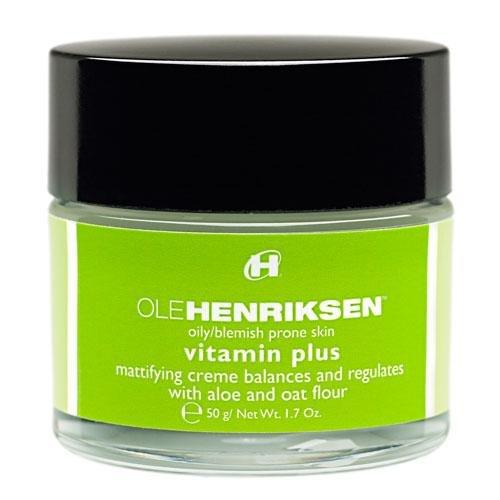 H
OLEHENRIKSEN™
oily/blemish prone skin
vitamin plus
mattifying creme balances and regulates
with aloe and oat flour
℮ 50 g/ Net Wt. 1.7 Oz.